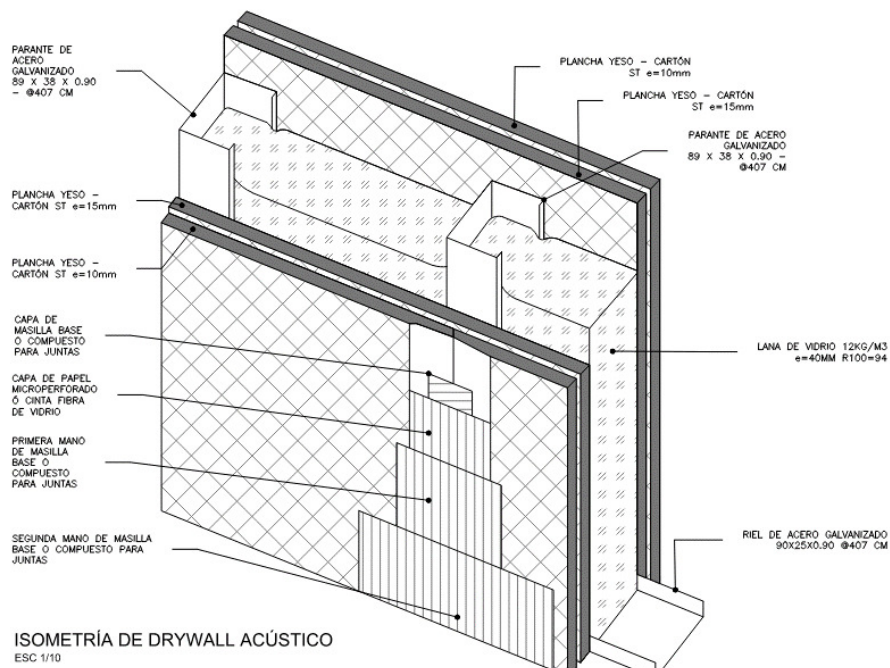 PARANTE DE
ACERO
GALVANIZADO
89 X 38 X 0.90
- @407 CM
PLANCHA YESO -
CARTÓN ST e=15mm
PLANCHA YESO -
CARTÓN ST e=10mm
CAPA DE
MASILLA BASE
O COMPUESTO
PARA JUNTAS
CAPA DE PAPEL
MICROPERFORADO
Ó CINTA FIBRA
DE VIDRIO
PRIMERA MANO
DE MASILLA
BASE O
COMPUESTO
PARA JUNTAS
SEGUNDA MANO DE MASILLA
BASE O COMPUESTO PARA
JUNTAS
PLANCHA YESO - CARTÓN
ST e=10mm
PLANCHA YESO - CARTÓN
ST e=15mm
PARANTE DE ACERO
GALVANIZADO
89 X 38 X 0.90 -
@407 CM
LANA DE VIDRIO 12KG/M3
e=40MM R100=94
RIEL DE ACERO GALVANIZADO
90X25X0.90 @407 CM
ISOMETRÍA DE DRYWALL ACÚSTICO
ESC 1/10